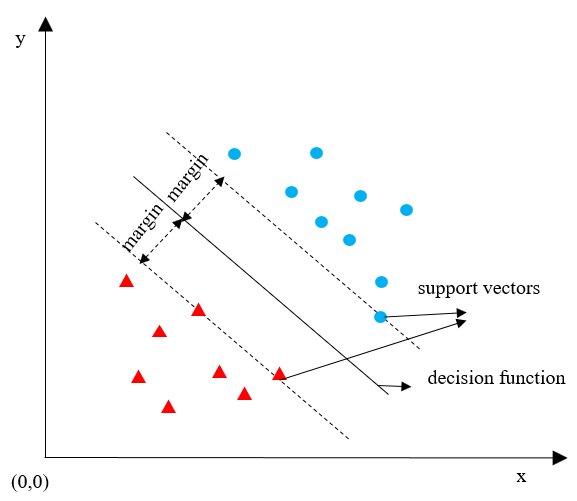 y
margin
margin
support vectors
decision function
x
(0,0)